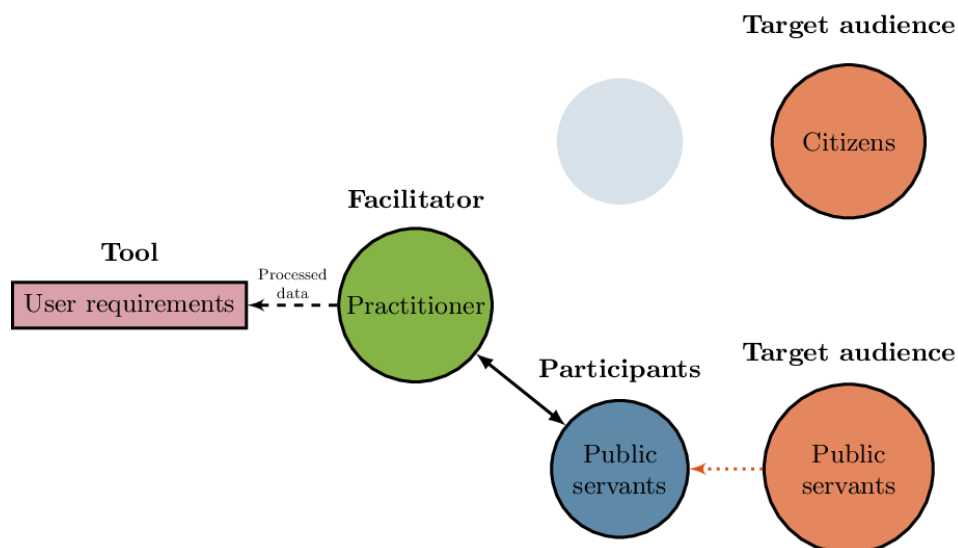 Target audience
Citizens
Facilitator
Tool
Processed
data
User requirements
Practitioner
Target audience
Participants
Public
servants
Public
servants